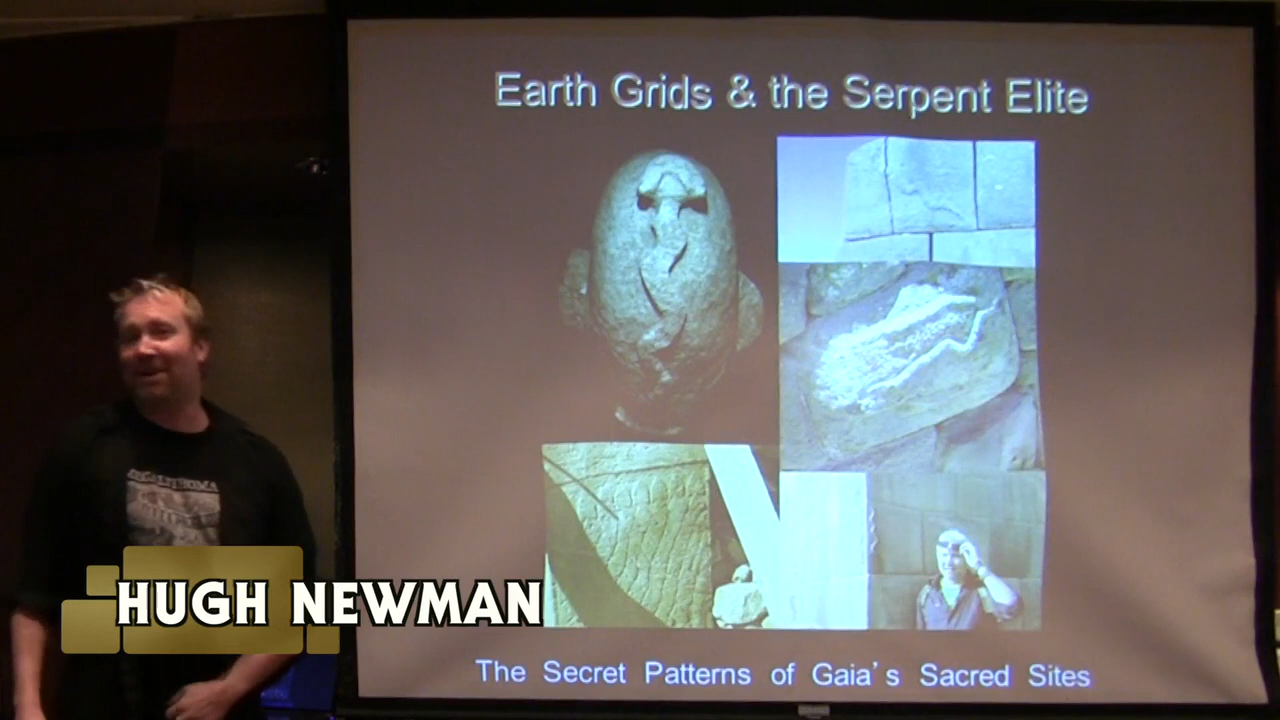 Earth Grids & the Serpent Elite
HUGH NEWMAN
The Secret Patterns of Gaia's Sacred Sites